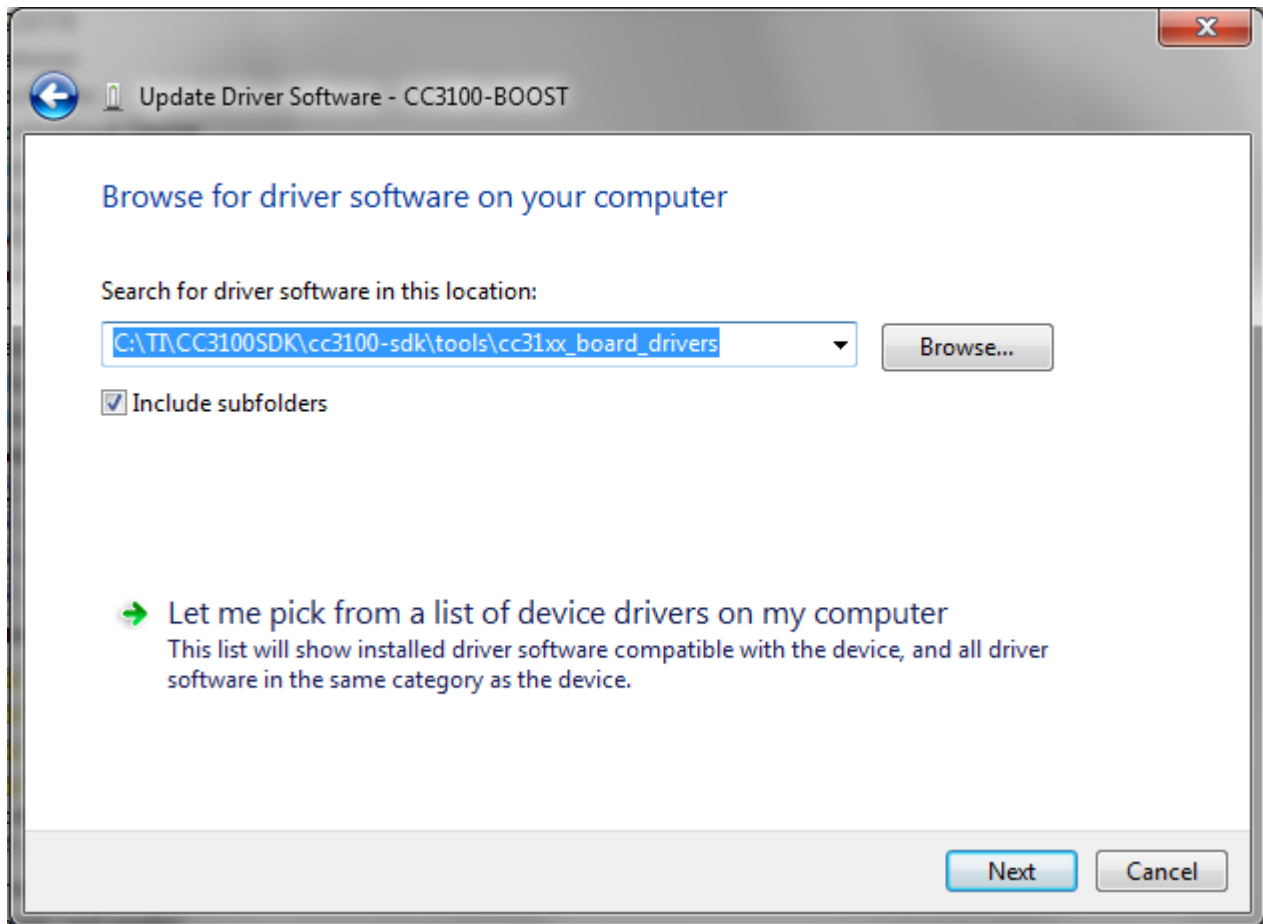 Update Driver Software - CC3100-BOOST
Browse for driver software on your computer
Search for driver software in this location:
C:\TI\CC3100SDK\cc3100-sdk\tools\cc31xx_board_drivers
Browse...
Include subfolders
Let me pick from a list of device drivers on my computer
This list will show installed driver software compatible with the device, and all driver
software in the same category as the device.
Next
Cancel